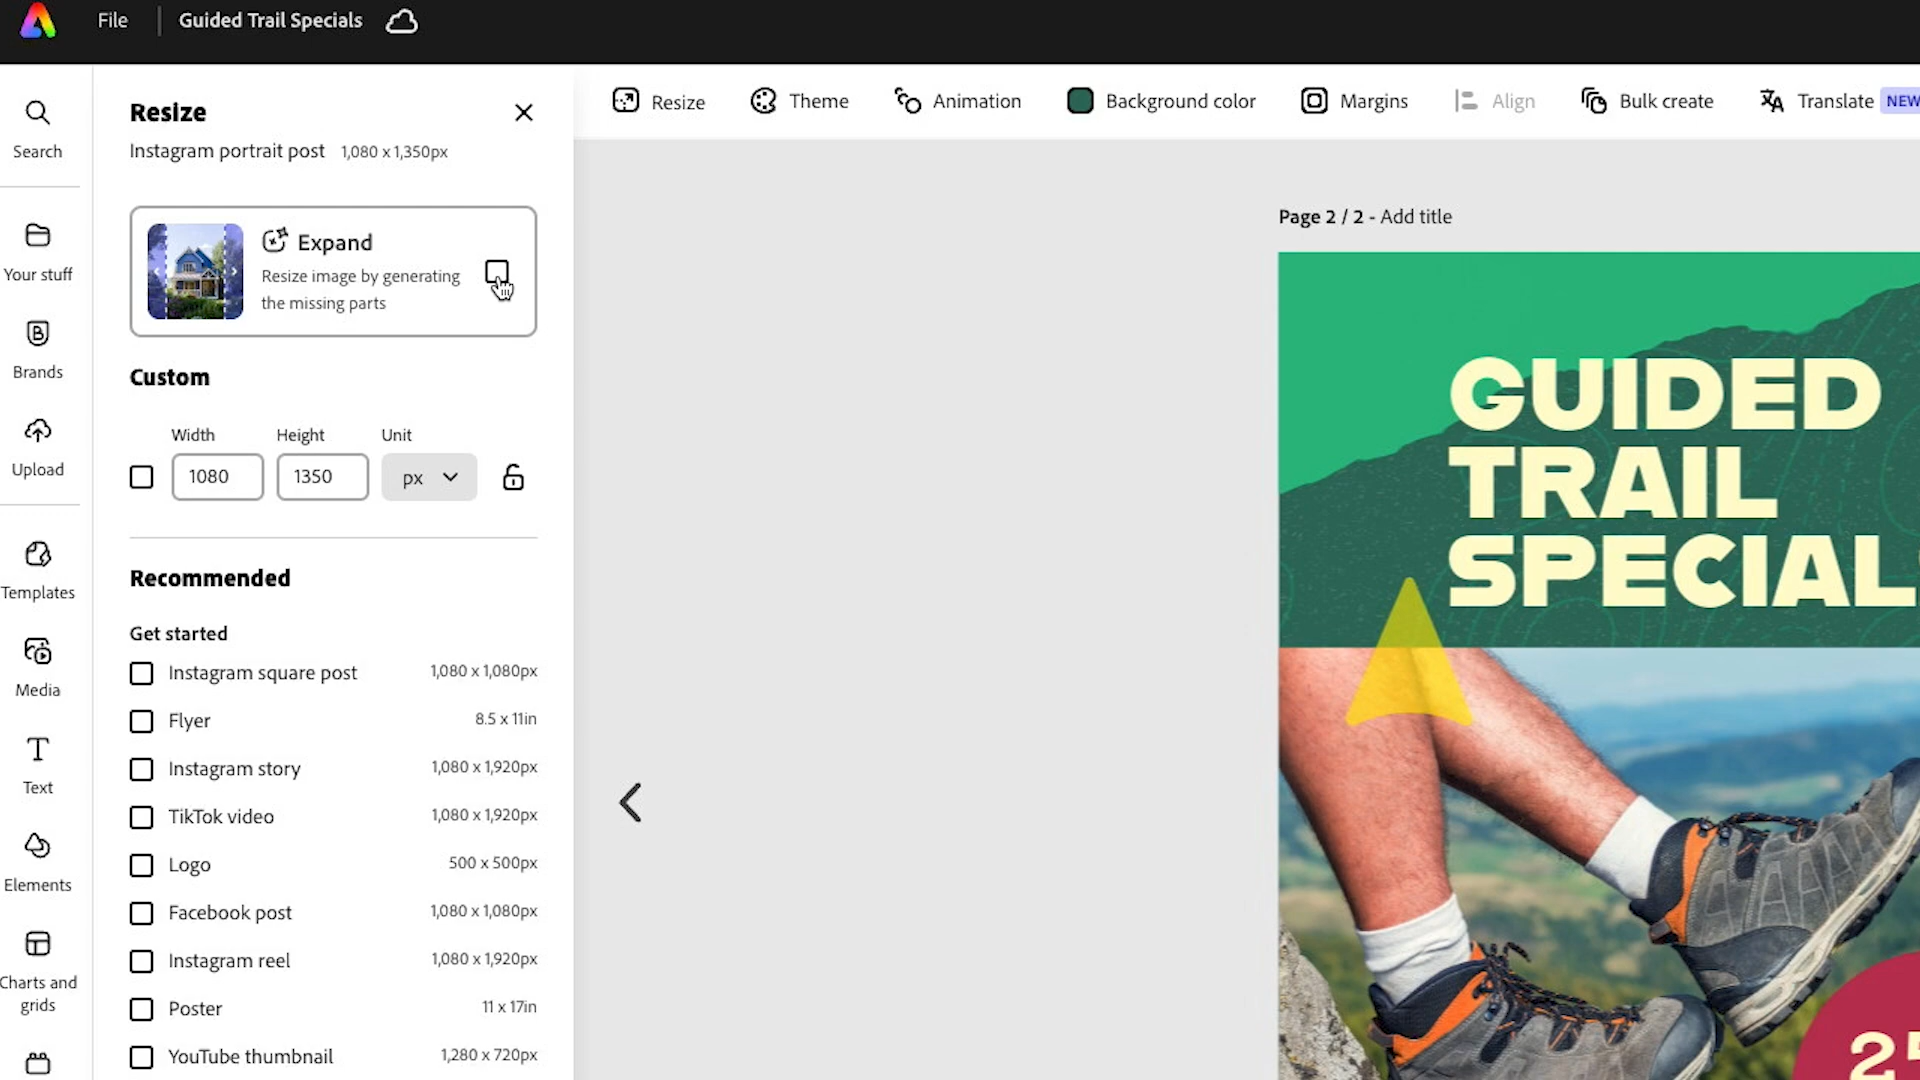 File
Guided Trail Specials
Search
Your stuff
Brands
Upload
Templates
Media
Text
Elements
Charts and
grids
Resize
Instagram portrait post 1,080 x 1,350px
Expand
Resize image by generating
the missing parts
Custom
Width Height Unit
1080 1350 px
Recommended
Get started
Instagram square post 1,080 x 1,080px
Flyer 8.5 x 11in
Instagram story 1,080 x 1,920px
TikTok video 1,080 x 1,920px
Logo 500 x 500px
Facebook post 1,080 x 1,080px
Instagram reel 1,080 x 1,920px
Poster 11 x 17in
YouTube thumbnail 1,280 x 720px
Resize Theme Animation Background color Margins Align Bulk create Translate NEW
Page 2 / 2 - Add title
GUIDED
TRAIL
SPECIAL